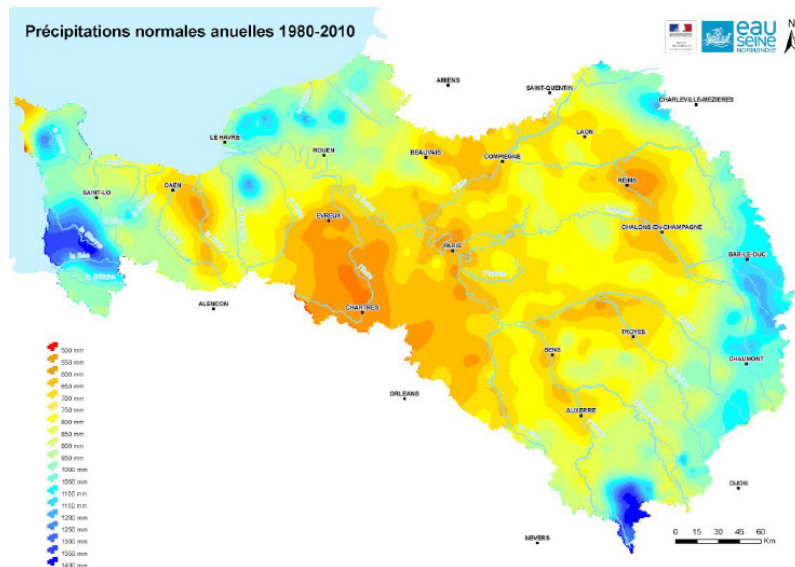 Précipitations normales anuelles 1980-2010
eau
seine
NORMANDIE
N
AMIENS
SAINT-QUENTIN
CHARLEVILLE-MEZIERES
LE HAVRE
ROUEN
BEAUVAIS
COMPIEGNE
LAON
SAINT-LO
CAEN
REIMS
EVREUX
CHALONS-EN-CHAMPAGNE
PARIS
BAR-LE-DUC
ALENCON
CHARTRES
TROYES
SENS
CHAUMONT
ORLEANS
AUXERRE
DIJON
NEVERS
500 mm
550 mm
600 mm
650 mm
700 mm
750 mm
800 mm
850 mm
900 mm
950 mm
1000 mm
1050 mm
1100 mm
1150 mm
1200 mm
1250 mm
1300 mm
1350 mm
1400 mm
0 15 30 45 60
Km